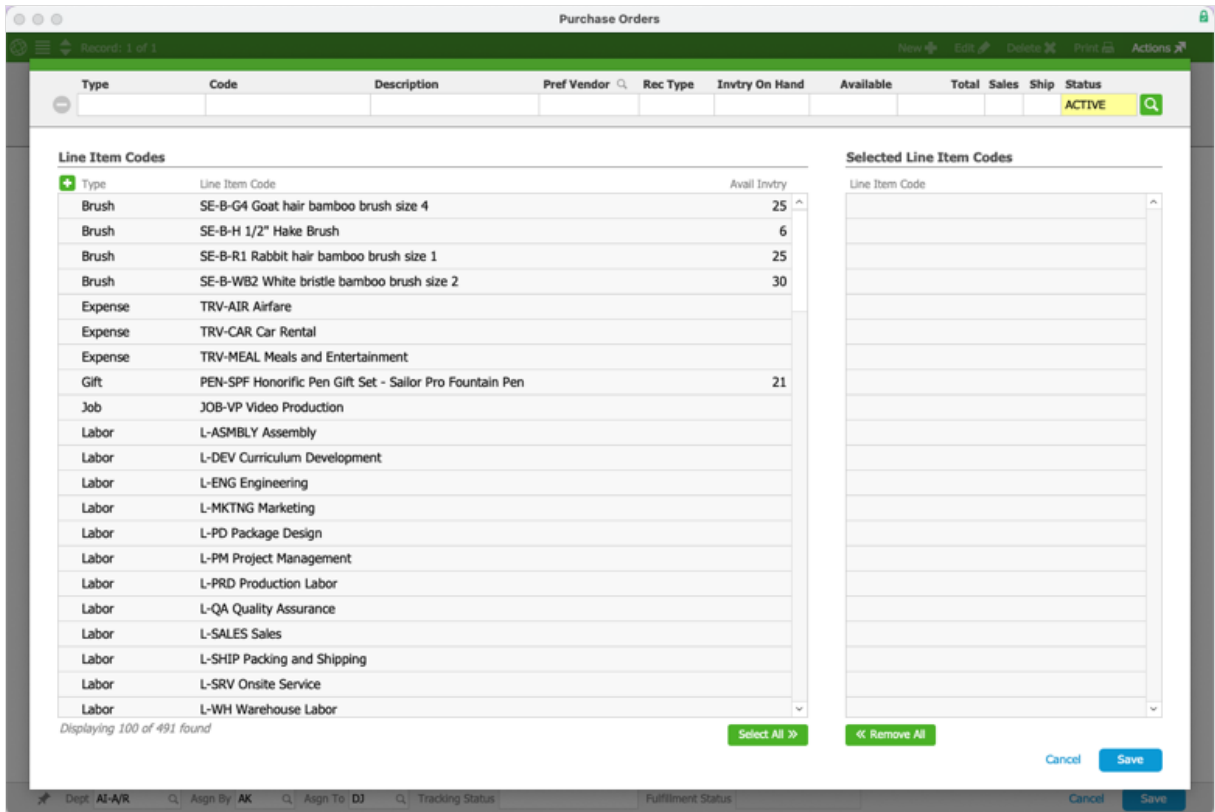 Purchase Orders
Record: 1 of 1 New Edit Delete Print Actions
Type Code Description Pref Vendor Rec Type Invtry On Hand Available Total Sales Ship Status
ACTIVE
Line Item Codes Selected Line Item Codes
Type Line Item Code Avail Invtry Line Item Code
Brush SE-B-G4 Goat hair bamboo brush size 4 25
Brush SE-B-H 1/2" Hake Brush 6
Brush SE-B-R1 Rabbit hair bamboo brush size 1 25
Brush SE-B-WB2 White bristle bamboo brush size 2 30
Expense TRV-AIR Airfare
Expense TRV-CAR Car Rental
Expense TRV-MEAL Meals and Entertainment
Gift PEN-SPF Honorific Pen Gift Set - Sailor Pro Fountain Pen 21
Job JOB-VP Video Production
Labor L-ASMBLY Assembly
Labor L-DEV Curriculum Development
Labor L-ENG Engineering
Labor L-MKTNG Marketing
Labor L-PD Package Design
Labor L-PM Project Management
Labor L-PRD Production Labor
Labor L-QA Quality Assurance
Labor L-SALES Sales
Labor L-SHIP Packing and Shipping
Labor L-SRV Onsite Service
Labor L-WH Warehouse Labor
Displaying 100 of 491 found
Select All >> << Remove All
Cancel Save
Dept AI-A/R Asgn By AK Asgn To DJ Tracking Status Fulfillment Status Cancel Save